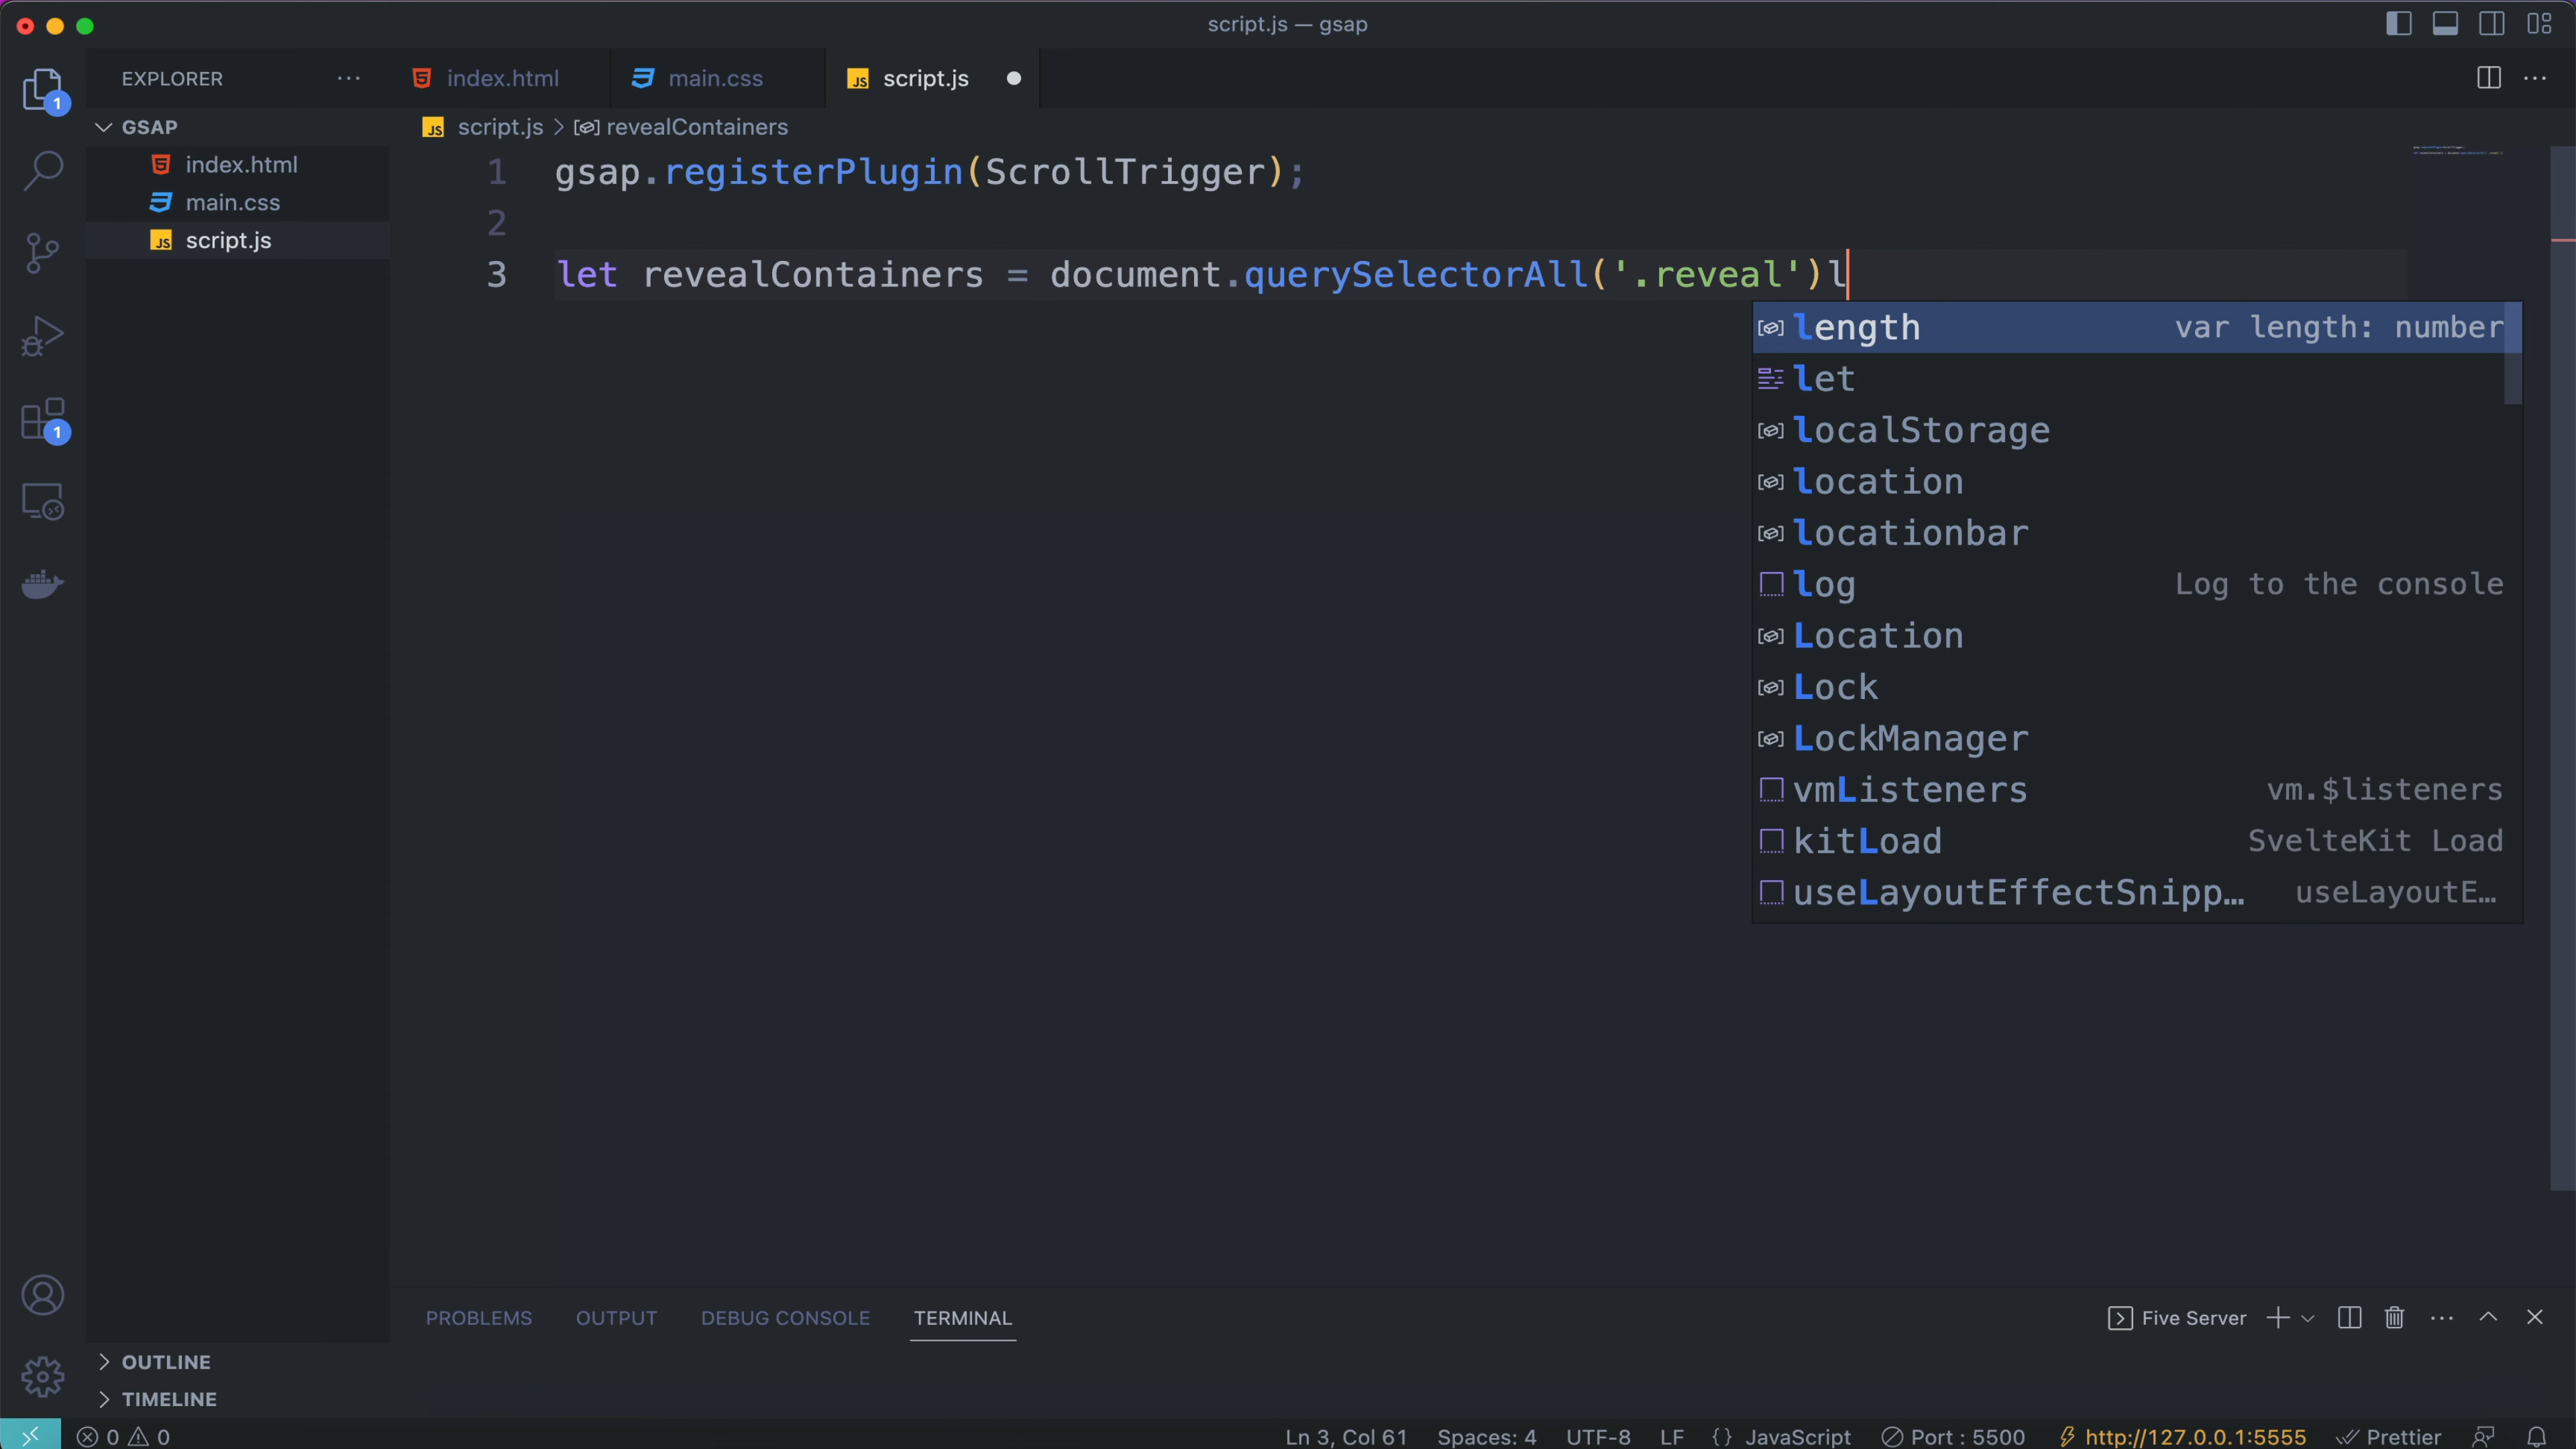 script.js — gsap
EXPLORER ···
index.html
main.css
script.js
1
GSAP
script.js > revealContainers
index.html
main.css
script.js
1 gsap.registerPlugin(ScrollTrigger);
2
3 let revealContainers = document.querySelectorAll('.reveal')l
length var length: number
let
localStorage
location
locationbar
log Log to the console
Location
Lock
LockManager
vmListeners vm.$listeners
kitLoad SvelteKit Load
useLayoutEffectSnipp… useLayoutE…
1
PROBLEMS OUTPUT DEBUG CONSOLE TERMINAL
Five Server
OUTLINE
TIMELINE
0 0
Ln 3, Col 61 Spaces: 4 UTF-8 LF {} JavaScript Port : 5500 http://127.0.0.1:5555 Prettier